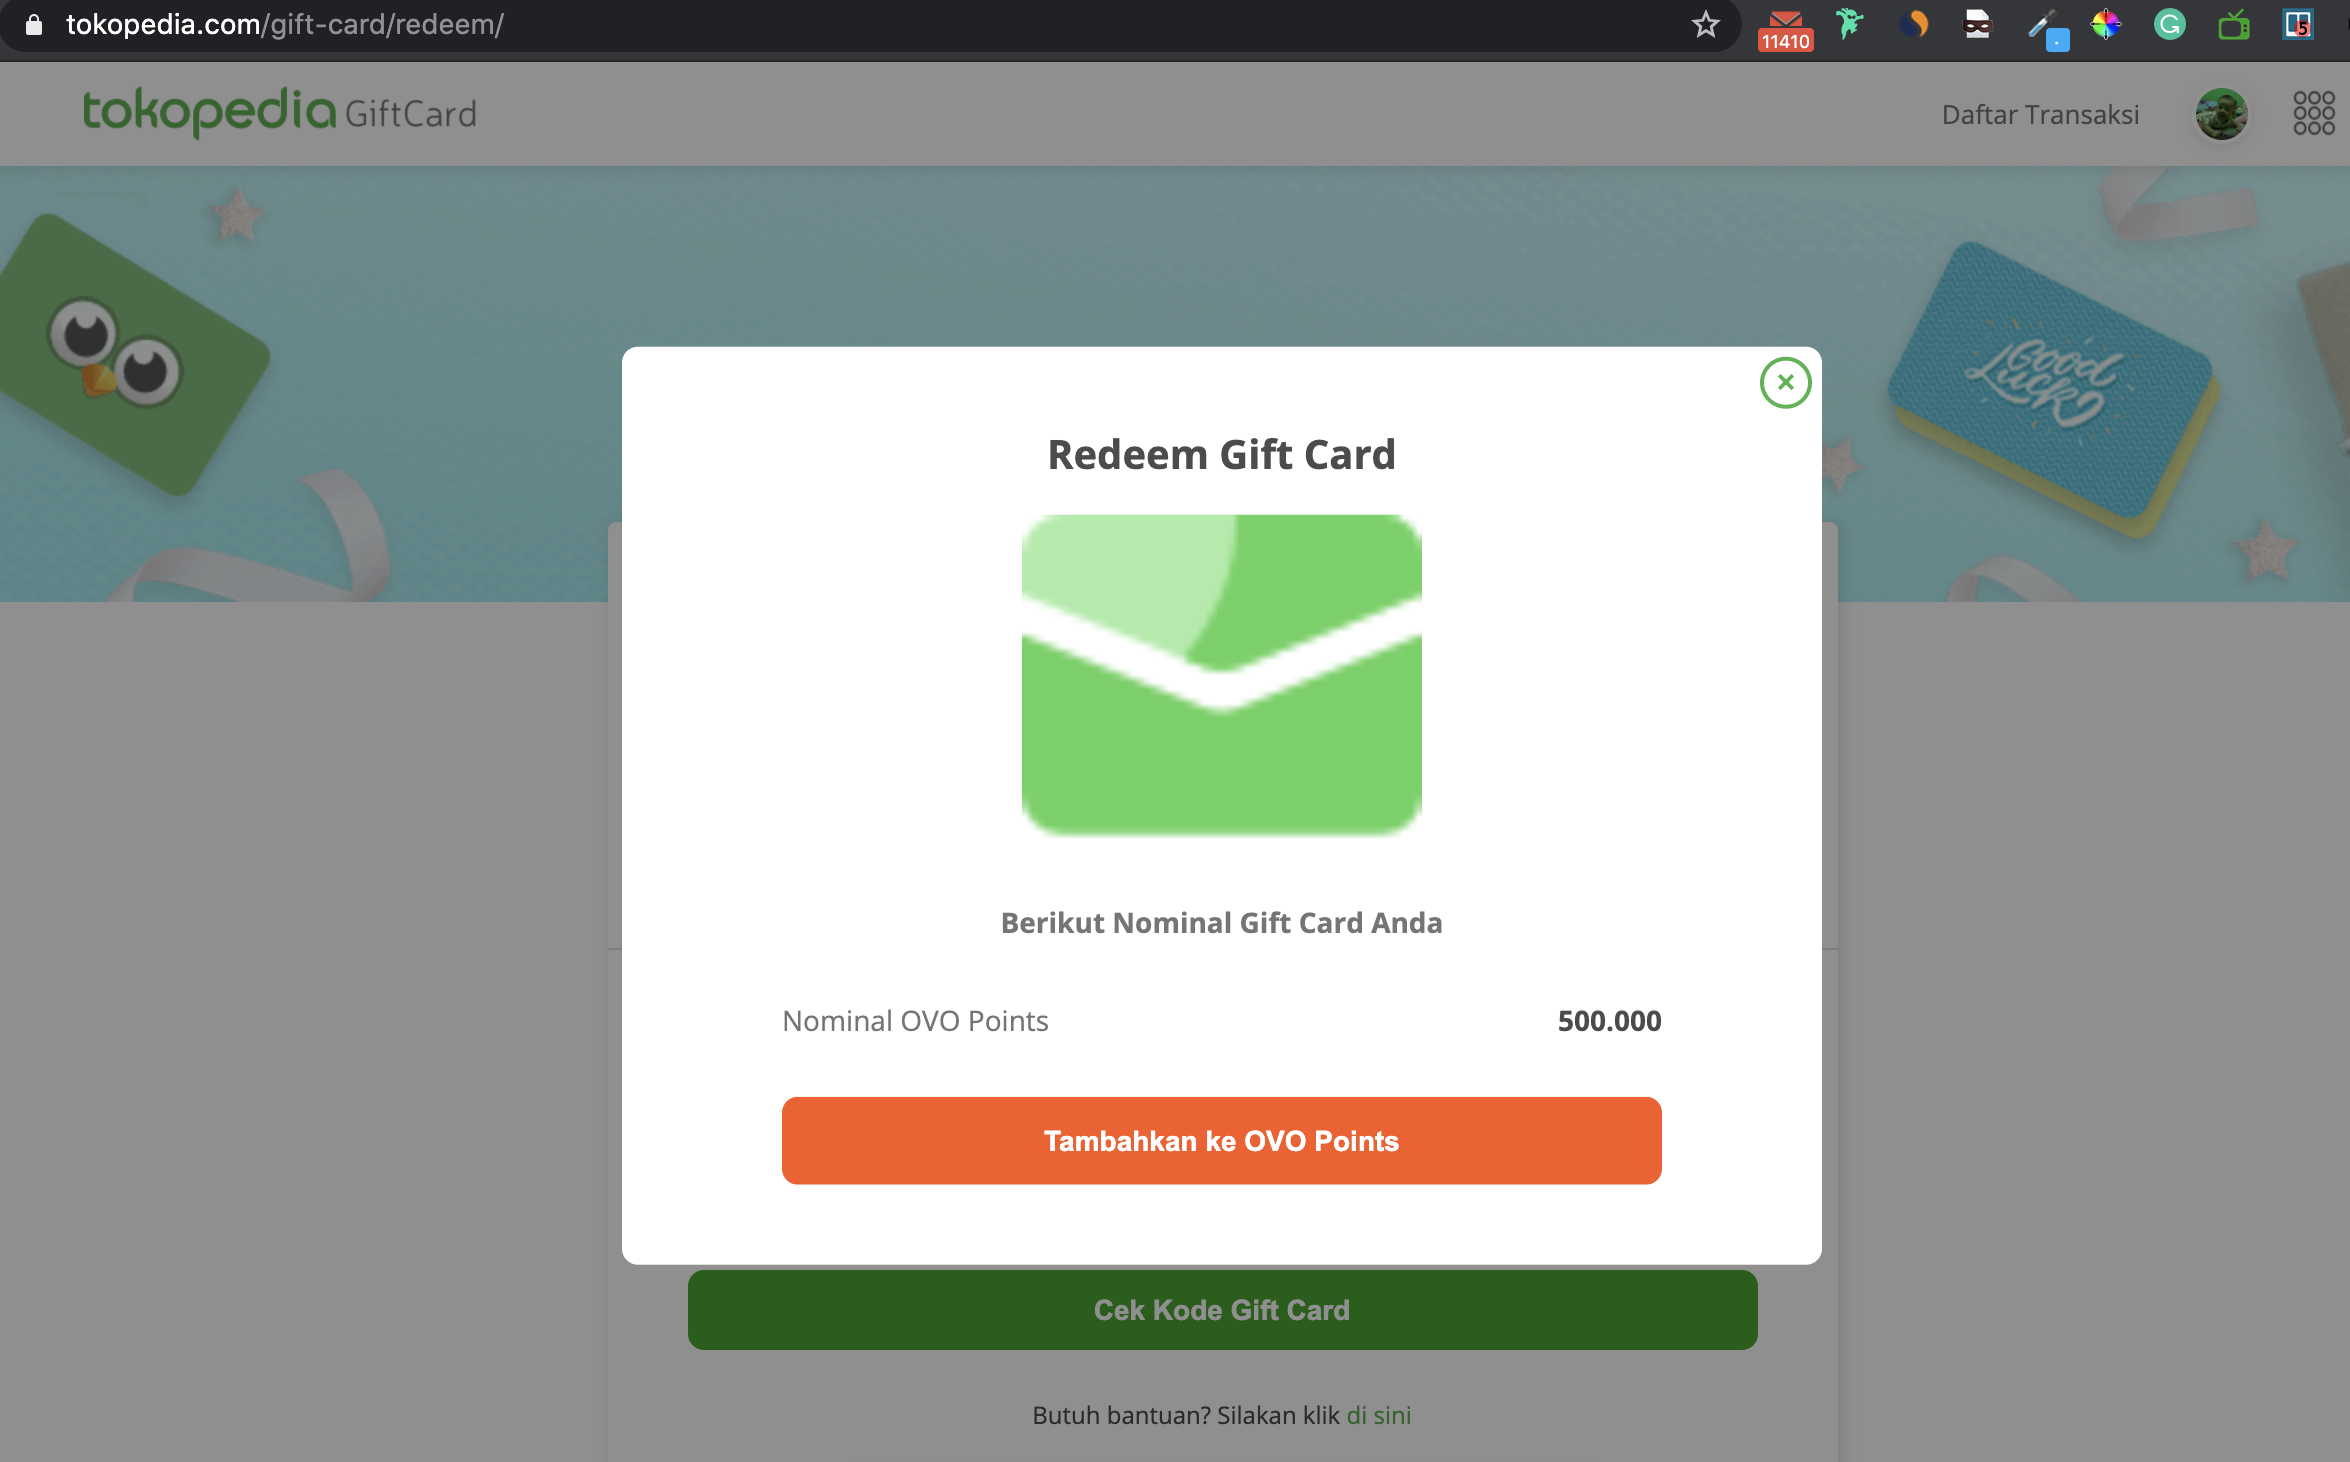 tokopedia.com/gift-card/redeem/
11410
5
tokopedia GiftCard
Daftar Transaksi
Good
Luck
Redeem Gift Card
Berikut Nominal Gift Card Anda
Nominal OVO Points 500.000
Tambahkan ke OVO Points
Cek Kode Gift Card
Butuh bantuan? Silakan klik di sini